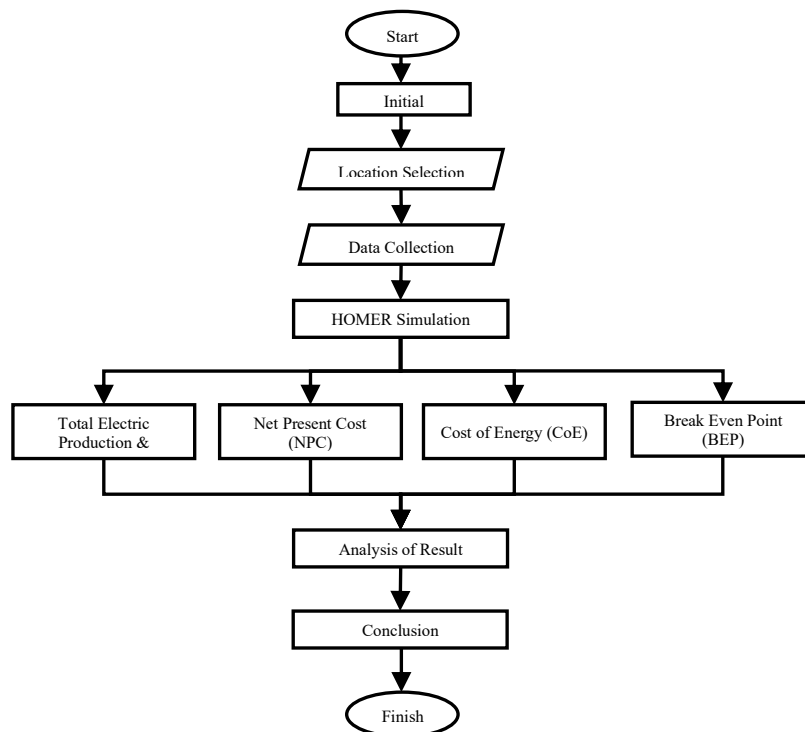 Start
Initial
Location Selection
Data Collection
HOMER Simulation
Total Electric
Production &
Net Present Cost
(NPC)
Cost of Energy (CoE)
Break Even Point
(BEP)
Analysis of Result
Conclusion
Finish